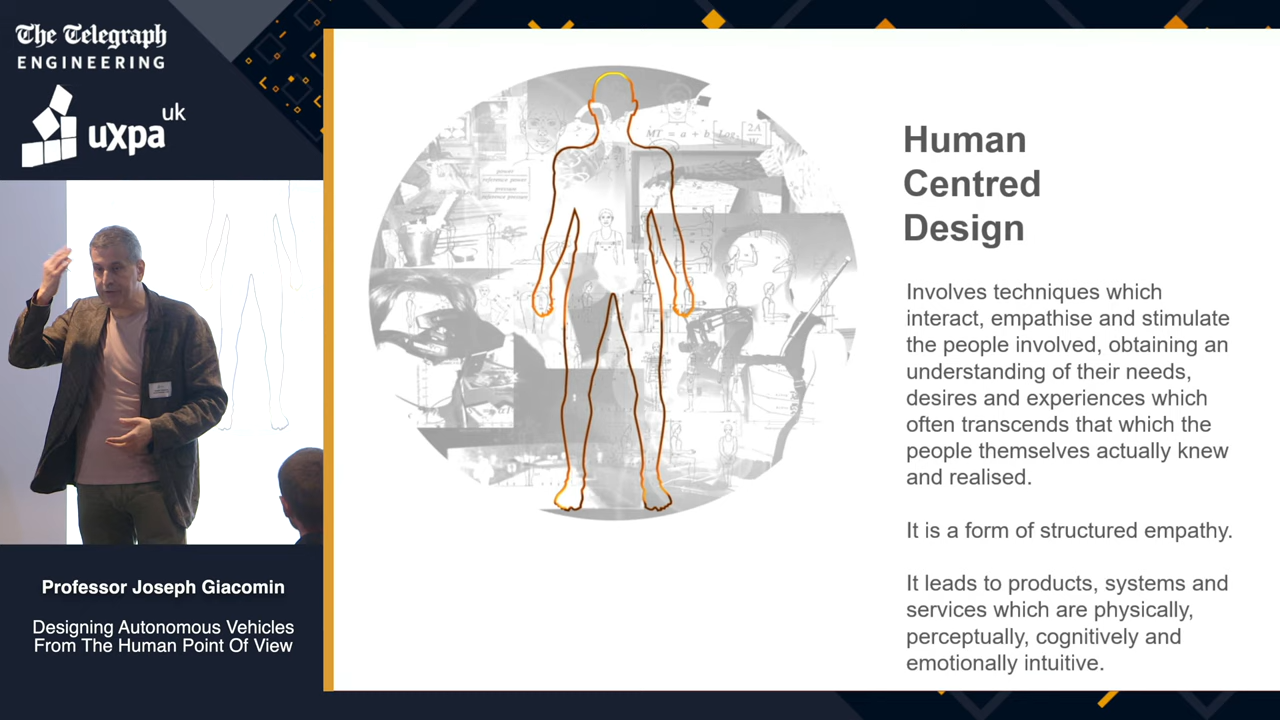 The Telegraph
ENGINEERING
uxpa uk
Professor Joseph Giacomin
Designing Autonomous Vehicles
From The Human Point Of View
MT = a + b Log₂ [2A
Human
Centred
Design
Involves techniques which
interact, empathise and stimulate
the people involved, obtaining an
understanding of their needs,
desires and experiences which
often transcends that which the
people themselves actually knew
and realised.
It is a form of structured empathy.
It leads to products, systems and
services which are physically,
perceptually, cognitively and
emotionally intuitive.